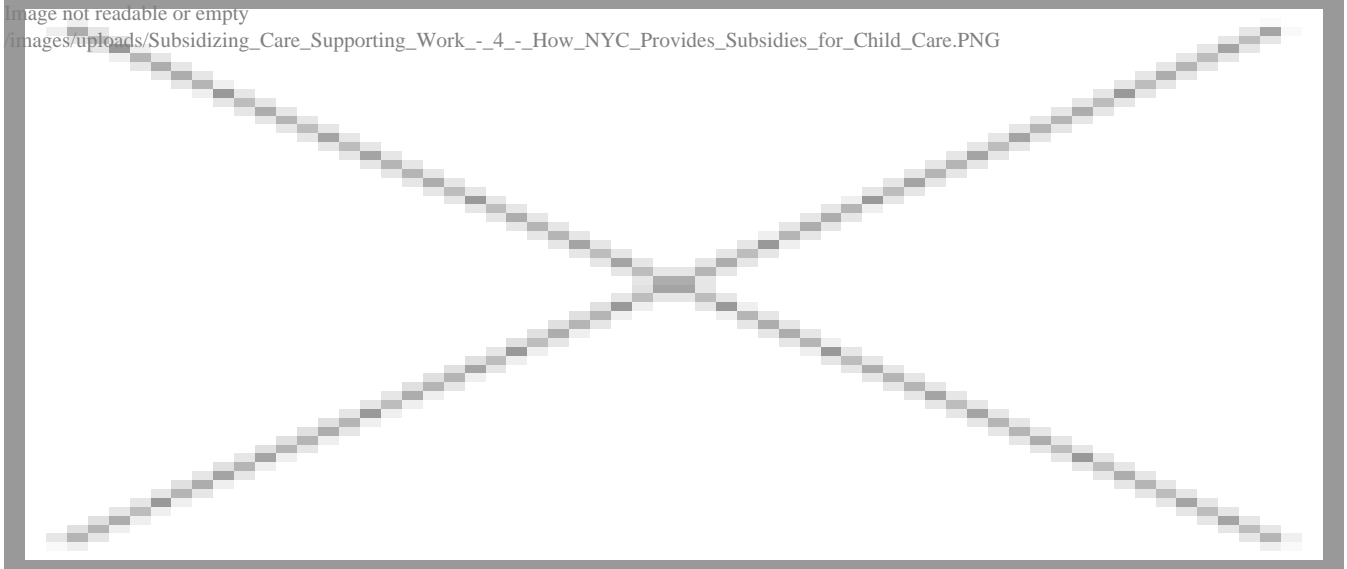 Image not readable or empty
/images/uploads/Subsidizing_Care_Supporting_Work_-_4_-_How_NYC_Provides_Subsidies_for_Child_Care.PNG